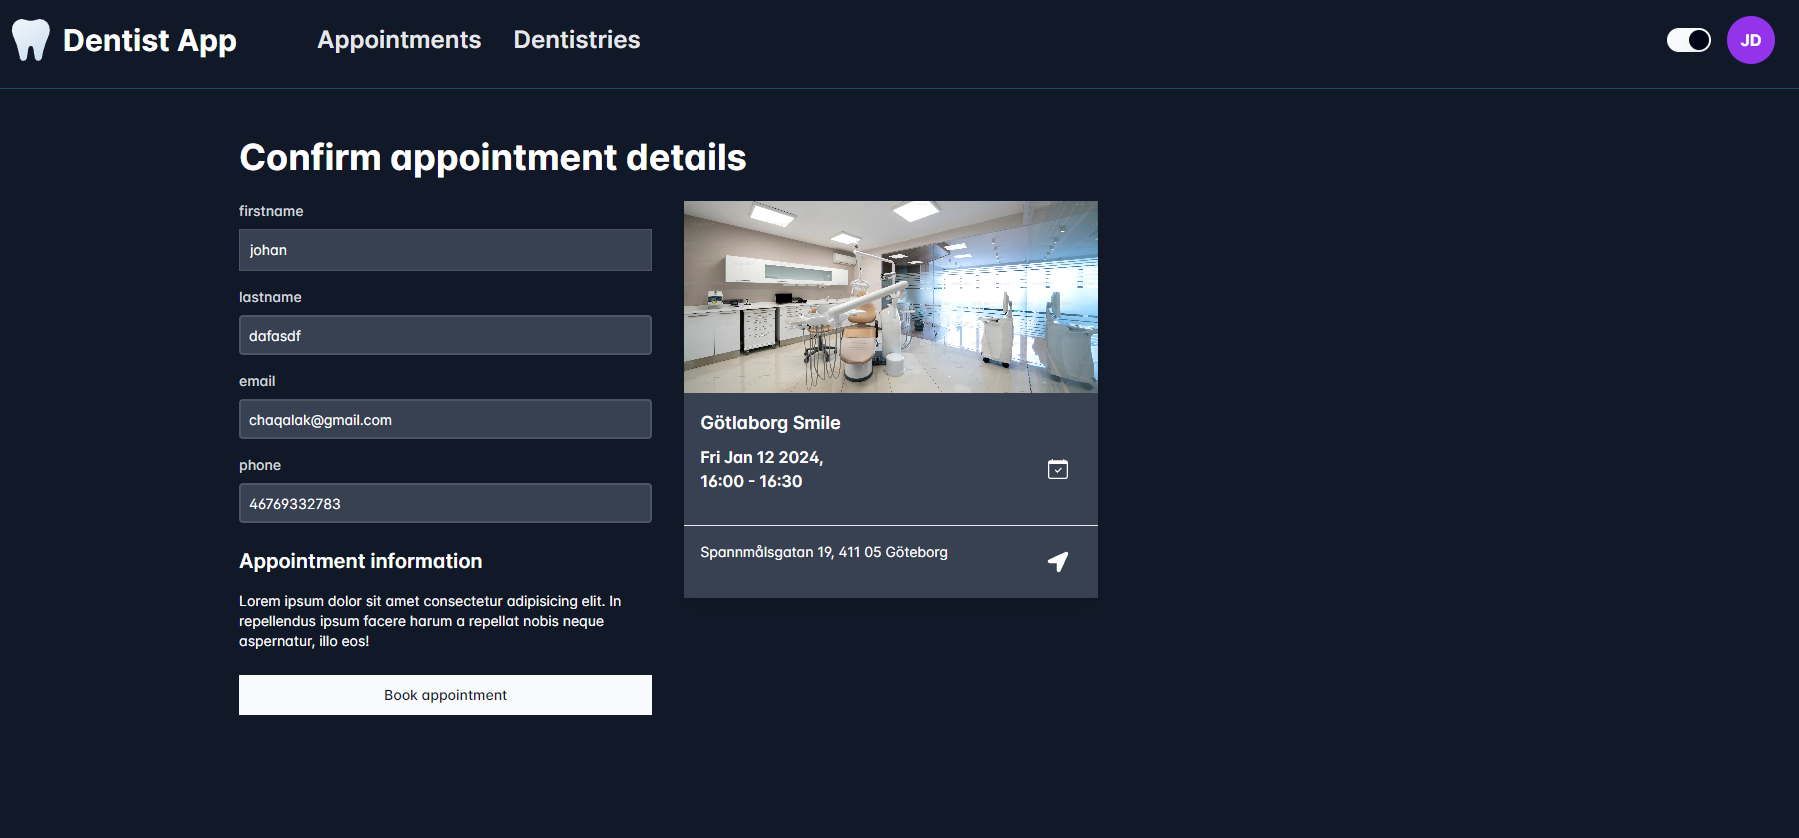 Dentist App
Appointments
Dentistries
JD
Confirm appointment details
firstname
johan
lastname
dafasdf
email
chaqalak@gmail.com
phone
46769332783
Appointment information
Lorem ipsum dolor sit amet consectetur adipisicing elit. In
repellendus ipsum facere harum a repellat nobis neque
aspernatur, illo eos!
Book appointment
Götlaborg Smile
Fri Jan 12 2024,
16:00 - 16:30
Spannmålsgatan 19, 411 05 Göteborg